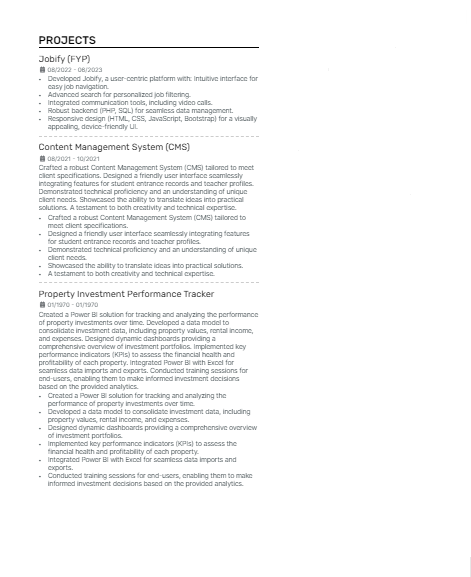 PROJECTS
Jobify (FYP)
08/2022 - 06/2023
• Developed Jobify, a user-centric platform with: Intuitive interface for
easy job navigation.
• Advanced search for personalized job filtering.
• Integrated communication tools, including video calls.
• Robust backend (PHP, SQL) for seamless data management.
• Responsive design (HTML, CSS, JavaScript, Bootstrap) for a visually
appealing, device-friendly UI.
Content Management System (CMS)
08/2021 - 10/2021
Crafted a robust Content Management System (CMS) tailored to meet
client specifications. Designed a friendly user interface seamlessly
integrating features for student entrance records and teacher profiles.
Demonstrated technical proficiency and an understanding of unique
client needs. Showcased the ability to translate ideas into practical
solutions. A testament to both creativity and technical expertise.
• Crafted a robust Content Management System (CMS) tailored to
meet client specifications.
• Designed a friendly user interface seamlessly integrating features
for student entrance records and teacher profiles.
• Demonstrated technical proficiency and an understanding of unique
client needs.
• Showcased the ability to translate ideas into practical solutions.
• A testament to both creativity and technical expertise.
Property Investment Performance Tracker
01/1970 - 01/1970
Created a Power BI solution for tracking and analyzing the performance
of property investments over time. Developed a data model to
consolidate investment data, including property values, rental income,
and expenses. Designed dynamic dashboards providing a
comprehensive overview of investment portfolios. Implemented key
performance indicators (KPIs) to assess the financial health and
profitability of each property. Integrated Power BI with Excel for
seamless data imports and exports. Conducted training sessions for
end-users, enabling them to make informed investment decisions
based on the provided analytics.
• Created a Power BI solution for tracking and analyzing the
performance of property investments over time.
• Developed a data model to consolidate investment data, including
property values, rental income, and expenses.
• Designed dynamic dashboards providing a comprehensive overview
of investment portfolios.
• Implemented key performance indicators (KPIs) to assess the
financial health and profitability of each property.
• Integrated Power BI with Excel for seamless data imports and
exports.
• Conducted training sessions for end-users, enabling them to make
informed investment decisions based on the provided analytics.